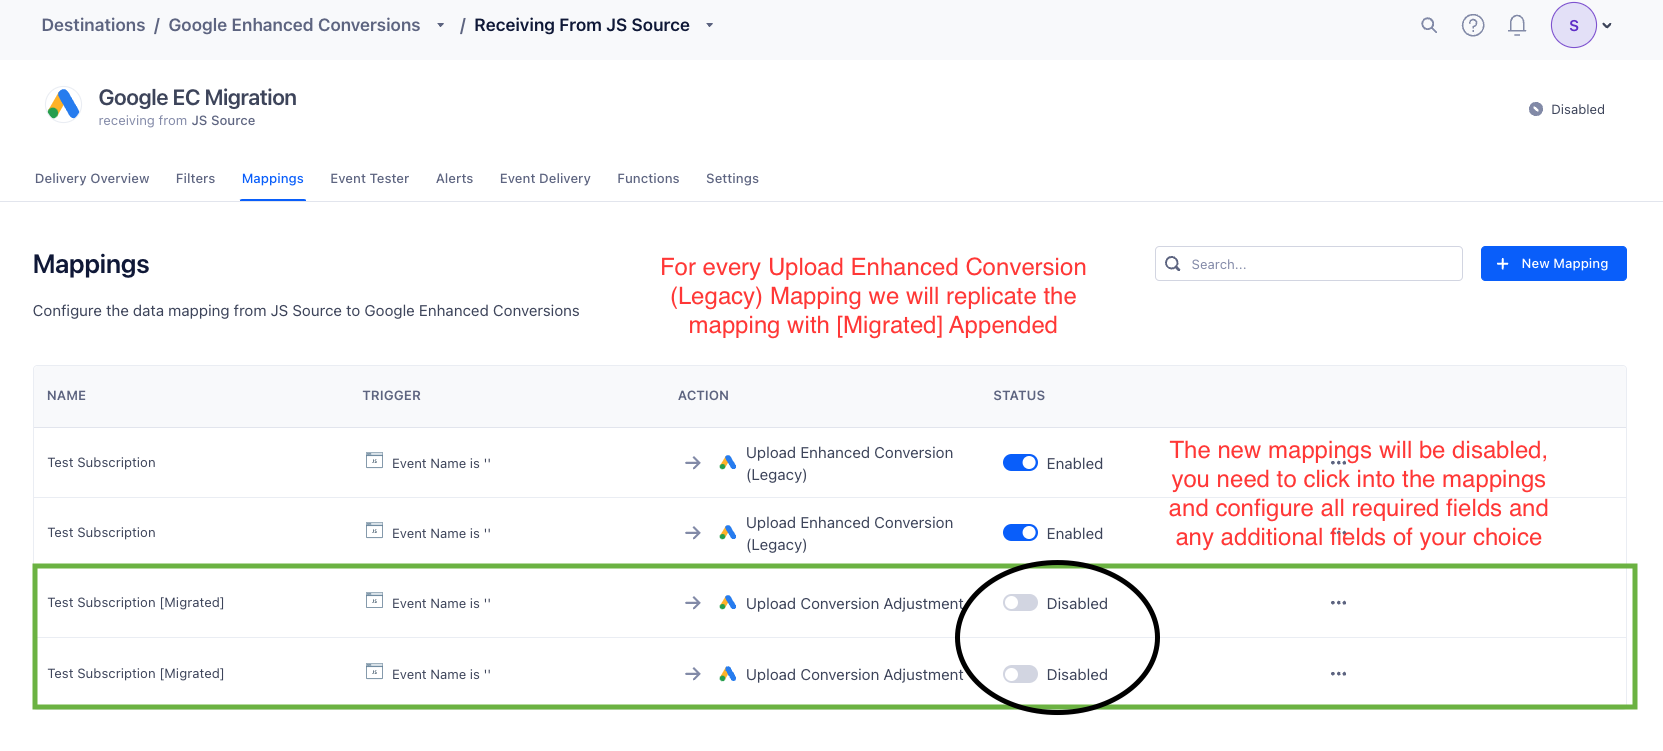 Destinations / Google Enhanced Conversions / Receiving From JS Source
S
Google EC Migration
receiving from JS Source
Disabled
Delivery Overview Filters Mappings Event Tester Alerts Event Delivery Functions Settings
Mappings
Configure the data mapping from JS Source to Google Enhanced Conversions
For every Upload Enhanced Conversion
(Legacy) Mapping we will replicate the
mapping with [Migrated] Appended
Search...
+ New Mapping
NAME TRIGGER ACTION STATUS
Test Subscription JS Event Name is '' → Upload Enhanced Conversion
(Legacy) Enabled
Test Subscription JS Event Name is '' → Upload Enhanced Conversion
(Legacy) Enabled
The new mappings will be disabled,
you need to click into the mappings
and configure all required fields and
any additional fields of your choice
Test Subscription [Migrated] JS Event Name is '' → Upload Conversion Adjustment Disabled
Test Subscription [Migrated] JS Event Name is '' → Upload Conversion Adjustment Disabled